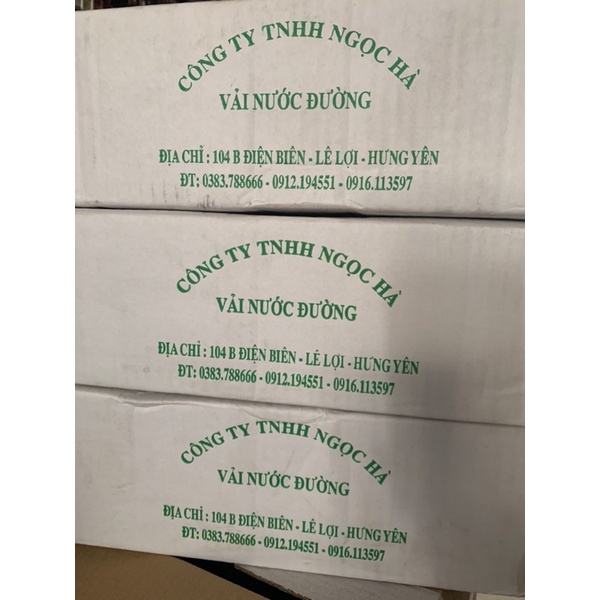 CÔNG TY TNHH NGỌC HÀ
VẢI NƯỚC ĐƯỜNG
ĐỊA CHỈ : 104 B ĐIỆN BIÊN - LÊ LỢI - HƯNG YÊN
ĐT: 0383.788666 - 0912.194551 - 0916.113597
CÔNG TY TNHH NGỌC HÀ
VẢI NƯỚC ĐƯỜNG
ĐỊA CHỈ : 104 B ĐIỆN BIÊN - LÊ LỢI - HƯNG YÊN
ĐT: 0383.788666 - 0912.194551 - 0916.113597
CÔNG TY TNHH NGỌC HÀ
VẢI NƯỚC ĐƯỜNG
ĐỊA CHỈ : 104 B ĐIỆN BIÊN - LÊ LỢI - HƯNG YÊN
ĐT: 0383.788666 - 0912.194551 - 0916.113597